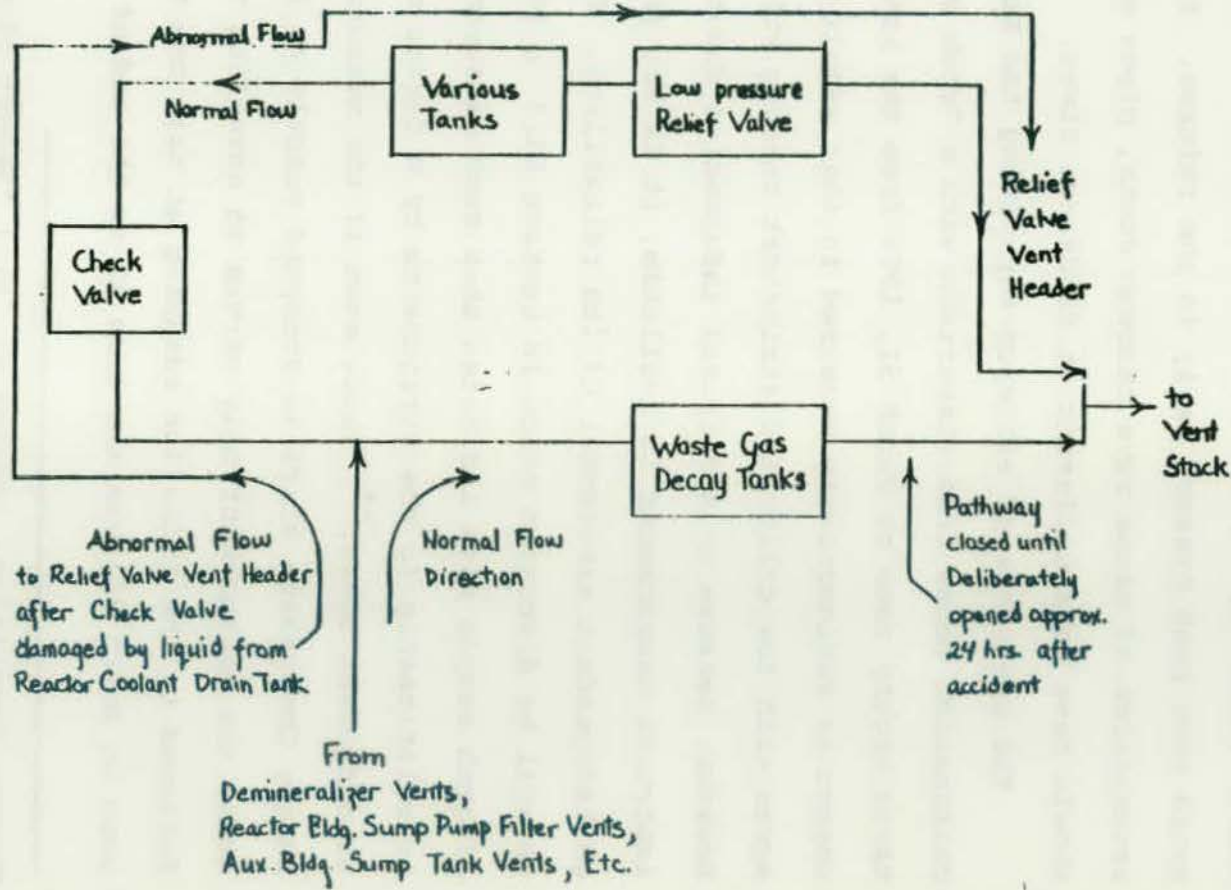 Abnormal Flow
Normal Flow
Various
Tanks
Low pressure
Relief Valve
Relief
Valve
Vent
Header
Check
Valve
Waste Gas
Decay Tanks
to
Vent
Stack
Abnormal Flow
to Relief Valve Vent Header
after Check Valve
damaged by liquid from
Reactor Coolant Drain Tank
Normal Flow
Direction
Pathway
closed until
Deliberately
opened approx.
24 hrs. after
accident
From
Demineralizer Vents,
Reactor Bldg. Sump Pump Filter Vents,
Aux. Bldg. Sump Tank Vents, Etc.